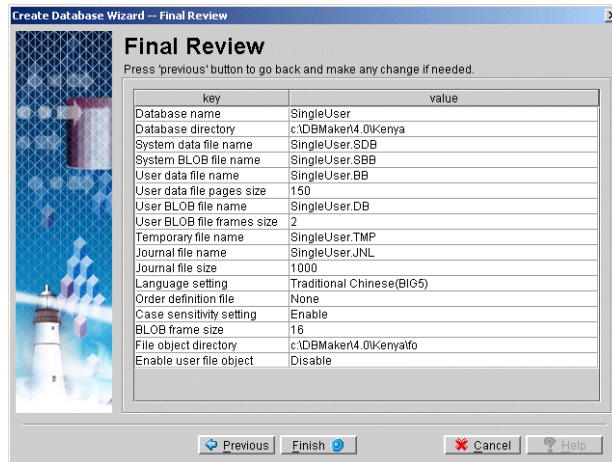 Create Database Wizard -- Final Review
Final Review
Press 'previous' button to go back and make any change if needed.
key value
Database name SingleUser
Database directory c:\DBMaker\4.0\Kenya
System data file name SingleUser.SDB
System BLOB file name SingleUser.SBB
User data file name SingleUser.BB
User data file pages size 150
User BLOB file name SingleUser.DB
User BLOB file frames size 2
Temporary file name SingleUser.TMP
Journal file name SingleUser.JNL
Journal file size 1000
Language setting Traditional Chinese(BIG5)
Order definition file None
Case sensitivity setting Enable
BLOB frame size 16
File object directory c:\DBMaker\4.0\Kenya\fo
Enable user file object Disable
Previous Finish Cancel Help